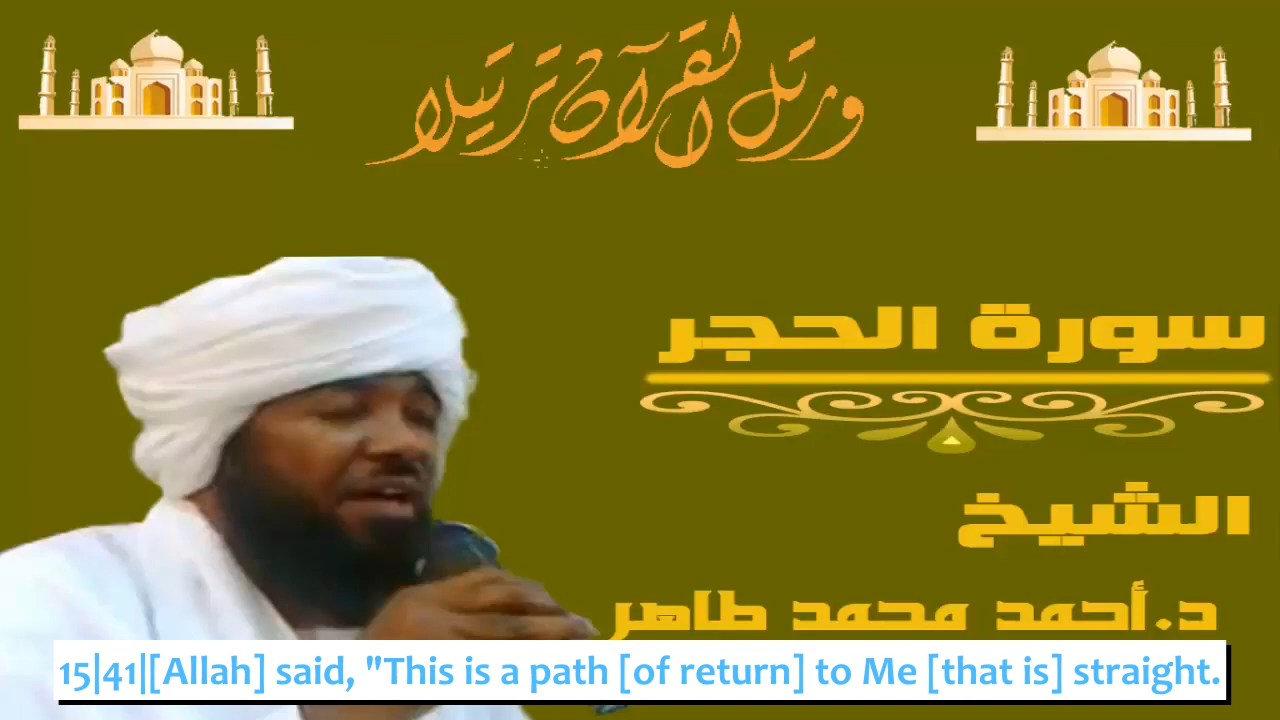 ورتل القرآن ترتيلا
سورة الحجر
الشيخ
د.أحمد محمد طاهر
15|41|[Allah] said, "This is a path [of return] to Me [that is] straight.